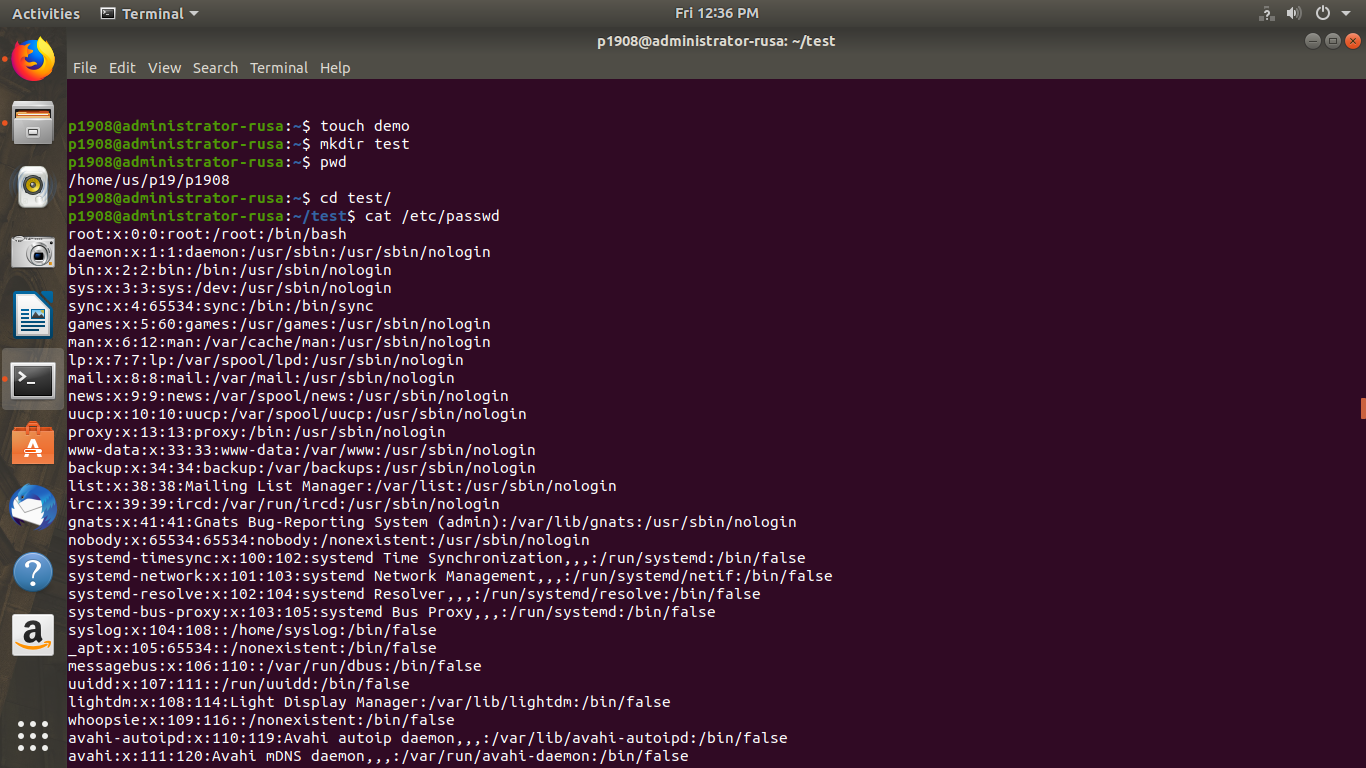 Activities Terminal Fri 12:36 PM
p1908@administrator-rusa: ~/test
File Edit View Search Terminal Help
p1908@administrator-rusa:~$ touch demo
p1908@administrator-rusa:~$ mkdir test
p1908@administrator-rusa:~$ pwd
/home/us/p19/p1908
p1908@administrator-rusa:~$ cd test/
p1908@administrator-rusa:~/test$ cat /etc/passwd
root:x:0:0:root:/root:/bin/bash
daemon:x:1:1:daemon:/usr/sbin:/usr/sbin/nologin
bin:x:2:2:bin:/bin:/usr/sbin/nologin
sys:x:3:3:sys:/dev:/usr/sbin/nologin
sync:x:4:65534:sync:/bin:/bin/sync
games:x:5:60:games:/usr/games:/usr/sbin/nologin
man:x:6:12:man:/var/cache/man:/usr/sbin/nologin
lp:x:7:7:lp:/var/spool/lpd:/usr/sbin/nologin
mail:x:8:8:mail:/var/mail:/usr/sbin/nologin
news:x:9:9:news:/var/spool/news:/usr/sbin/nologin
uucp:x:10:10:uucp:/var/spool/uucp:/usr/sbin/nologin
proxy:x:13:13:proxy:/bin:/usr/sbin/nologin
www-data:x:33:33:www-data:/var/www:/usr/sbin/nologin
backup:x:34:34:backup:/var/backups:/usr/sbin/nologin
list:x:38:38:Mailing List Manager:/var/list:/usr/sbin/nologin
irc:x:39:39:ircd:/var/run/ircd:/usr/sbin/nologin
gnats:x:41:41:Gnats Bug-Reporting System (admin):/var/lib/gnats:/usr/sbin/nologin
nobody:x:65534:65534:nobody:/nonexistent:/usr/sbin/nologin
systemd-timesync:x:100:102:systemd Time Synchronization,,,:/run/systemd:/bin/false
systemd-network:x:101:103:systemd Network Management,,,:/run/systemd/netif:/bin/false
systemd-resolve:x:102:104:systemd Resolver,,,:/run/systemd/resolve:/bin/false
systemd-bus-proxy:x:103:105:systemd Bus Proxy,,,:/run/systemd:/bin/false
syslog:x:104:108::/home/syslog:/bin/false
_apt:x:105:65534::/nonexistent:/bin/false
messagebus:x:106:110::/var/run/dbus:/bin/false
uuidd:x:107:111::/run/uuidd:/bin/false
lightdm:x:108:114:Light Display Manager:/var/lib/lightdm:/bin/false
whoopsie:x:109:116::/nonexistent:/bin/false
avahi-autoipd:x:110:119:Avahi autoip daemon,,,:/var/lib/avahi-autoipd:/bin/false
avahi:x:111:120:Avahi mDNS daemon,,,:/var/run/avahi-daemon:/bin/false